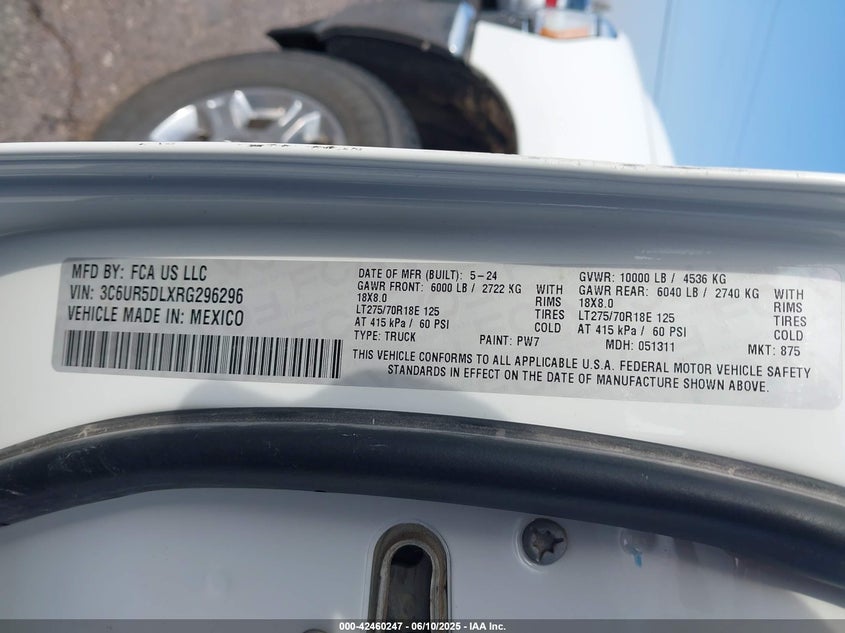 MFD BY: FCA US LLC
VIN: 3C6UR5DLXRG296296
VEHICLE MADE IN: MEXICO
DATE OF MFR (BUILT): 5-24
GAWR FRONT: 6000 LB / 2722 KG WITH
18X8.0 RIMS
LT275/70R18E 125 TIRES
AT 415 kPa / 60 PSI COLD
TYPE: TRUCK PAINT: PW7
GVWR: 10000 LB / 4536 KG
GAWR REAR: 6040 LB / 2740 KG WITH
18X8.0 RIMS
LT275/70R18E 125 TIRES
AT 415 kPa / 60 PSI COLD
MDH: 051311 MKT: 875
THIS VEHICLE CONFORMS TO ALL APPLICABLE U.S.A. FEDERAL MOTOR VEHICLE SAFETY
STANDARDS IN EFFECT ON THE DATE OF MANUFACTURE SHOWN ABOVE.
000-42460247 - 06/10/2025 - IAA Inc.